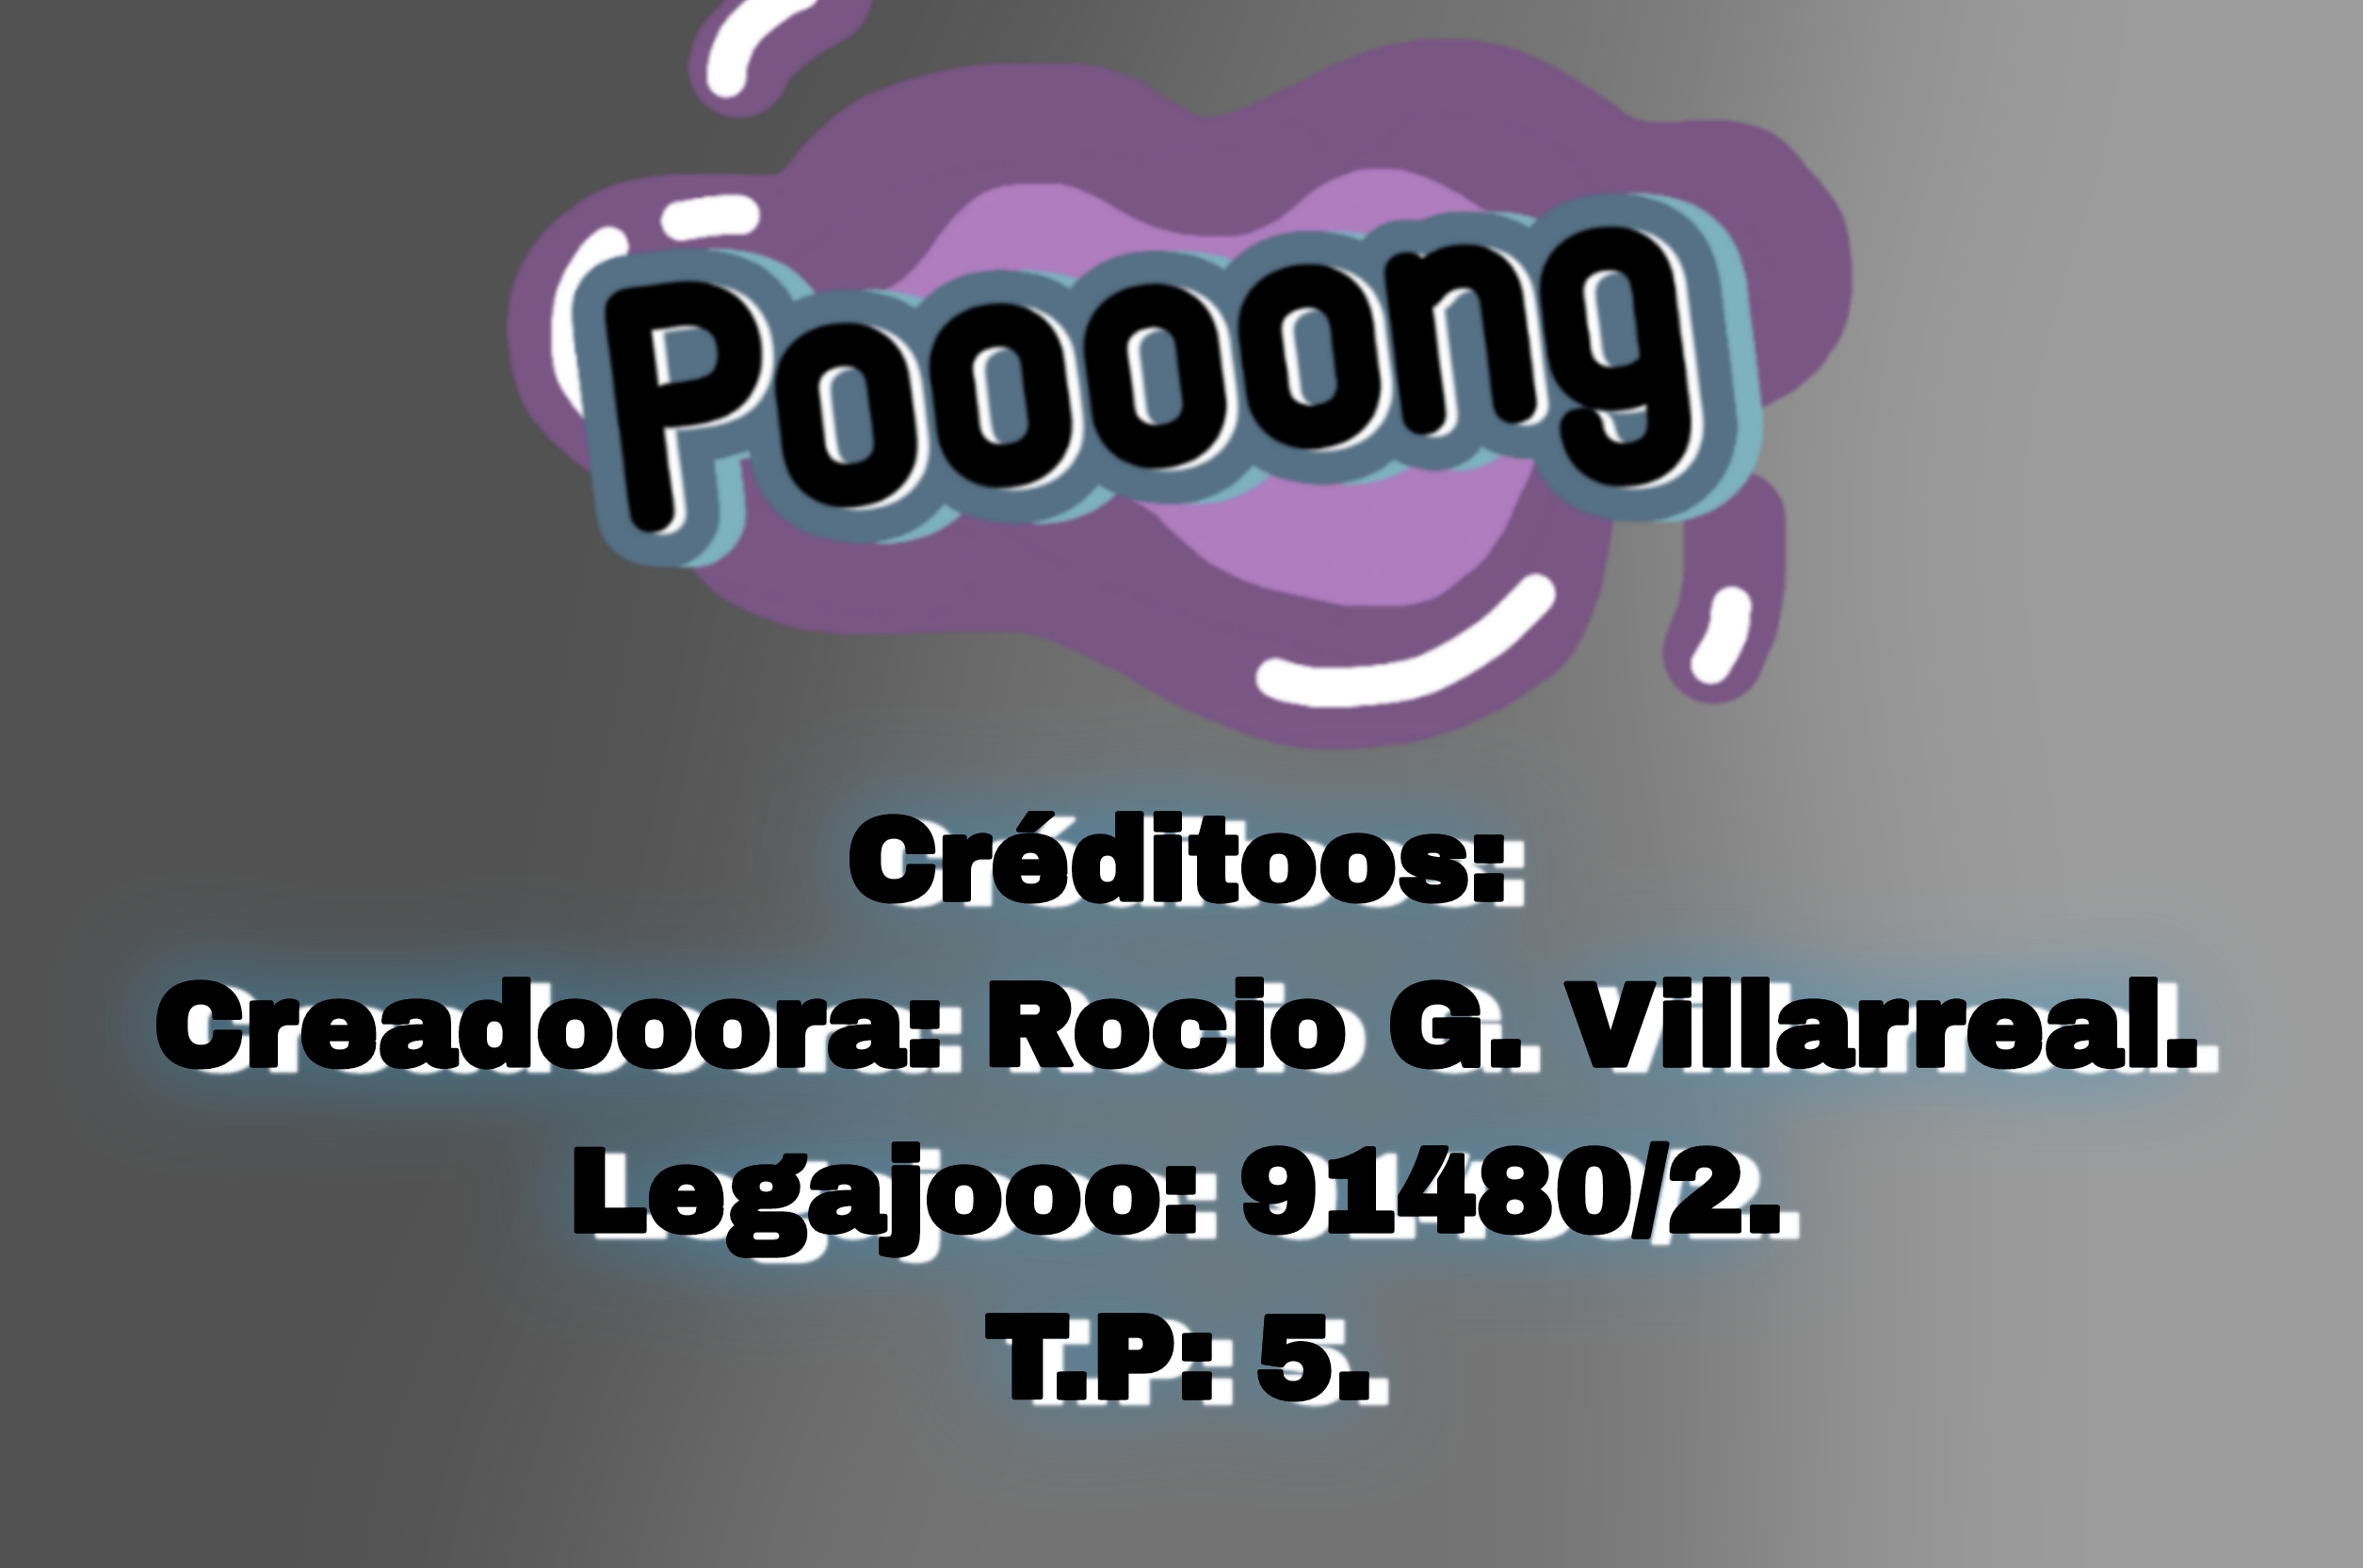 Poooong
Créditoos:
Creadooora: Rocio G. Villarreal.
Legajooo: 91480/2.
T.P: 5.